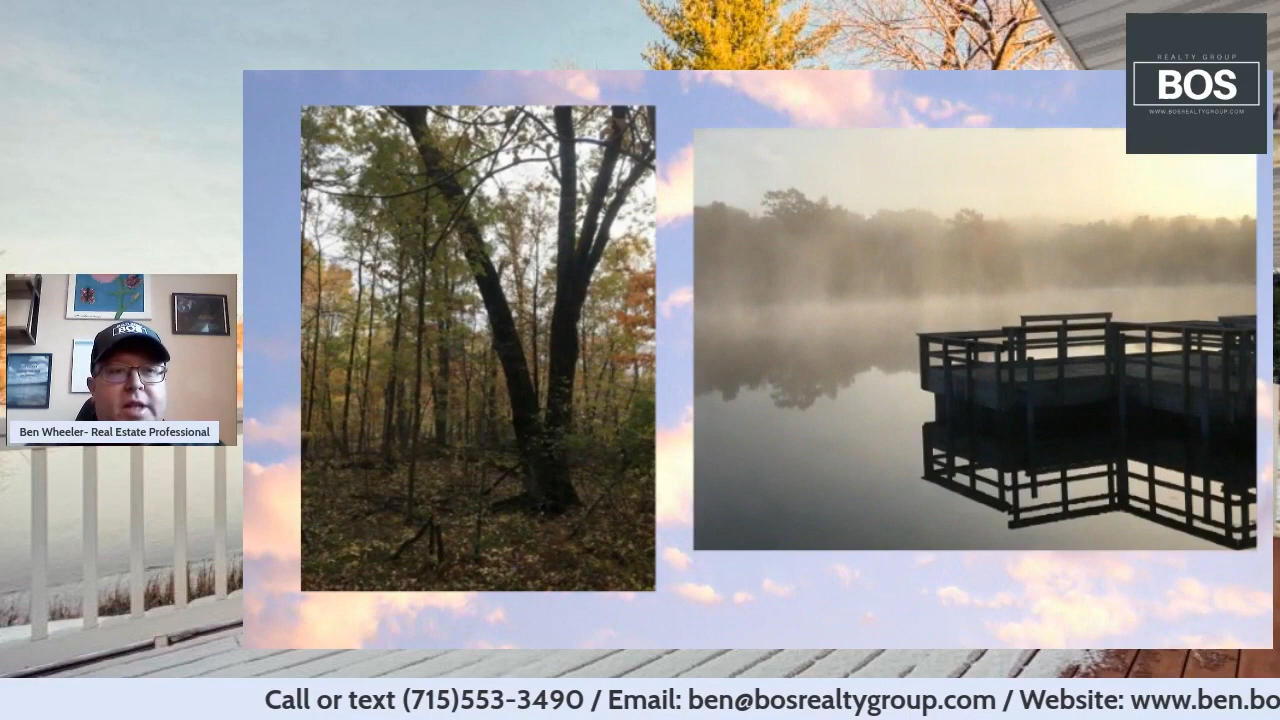 REALTY GROUP
BOS
WWW.BOSREALTYGROUP.COM
BOS
Ben Wheeler- Real Estate Professional
Call or text (715)553-3490 / Email: ben@bosrealtygroup.com / Website: www.ben.bo